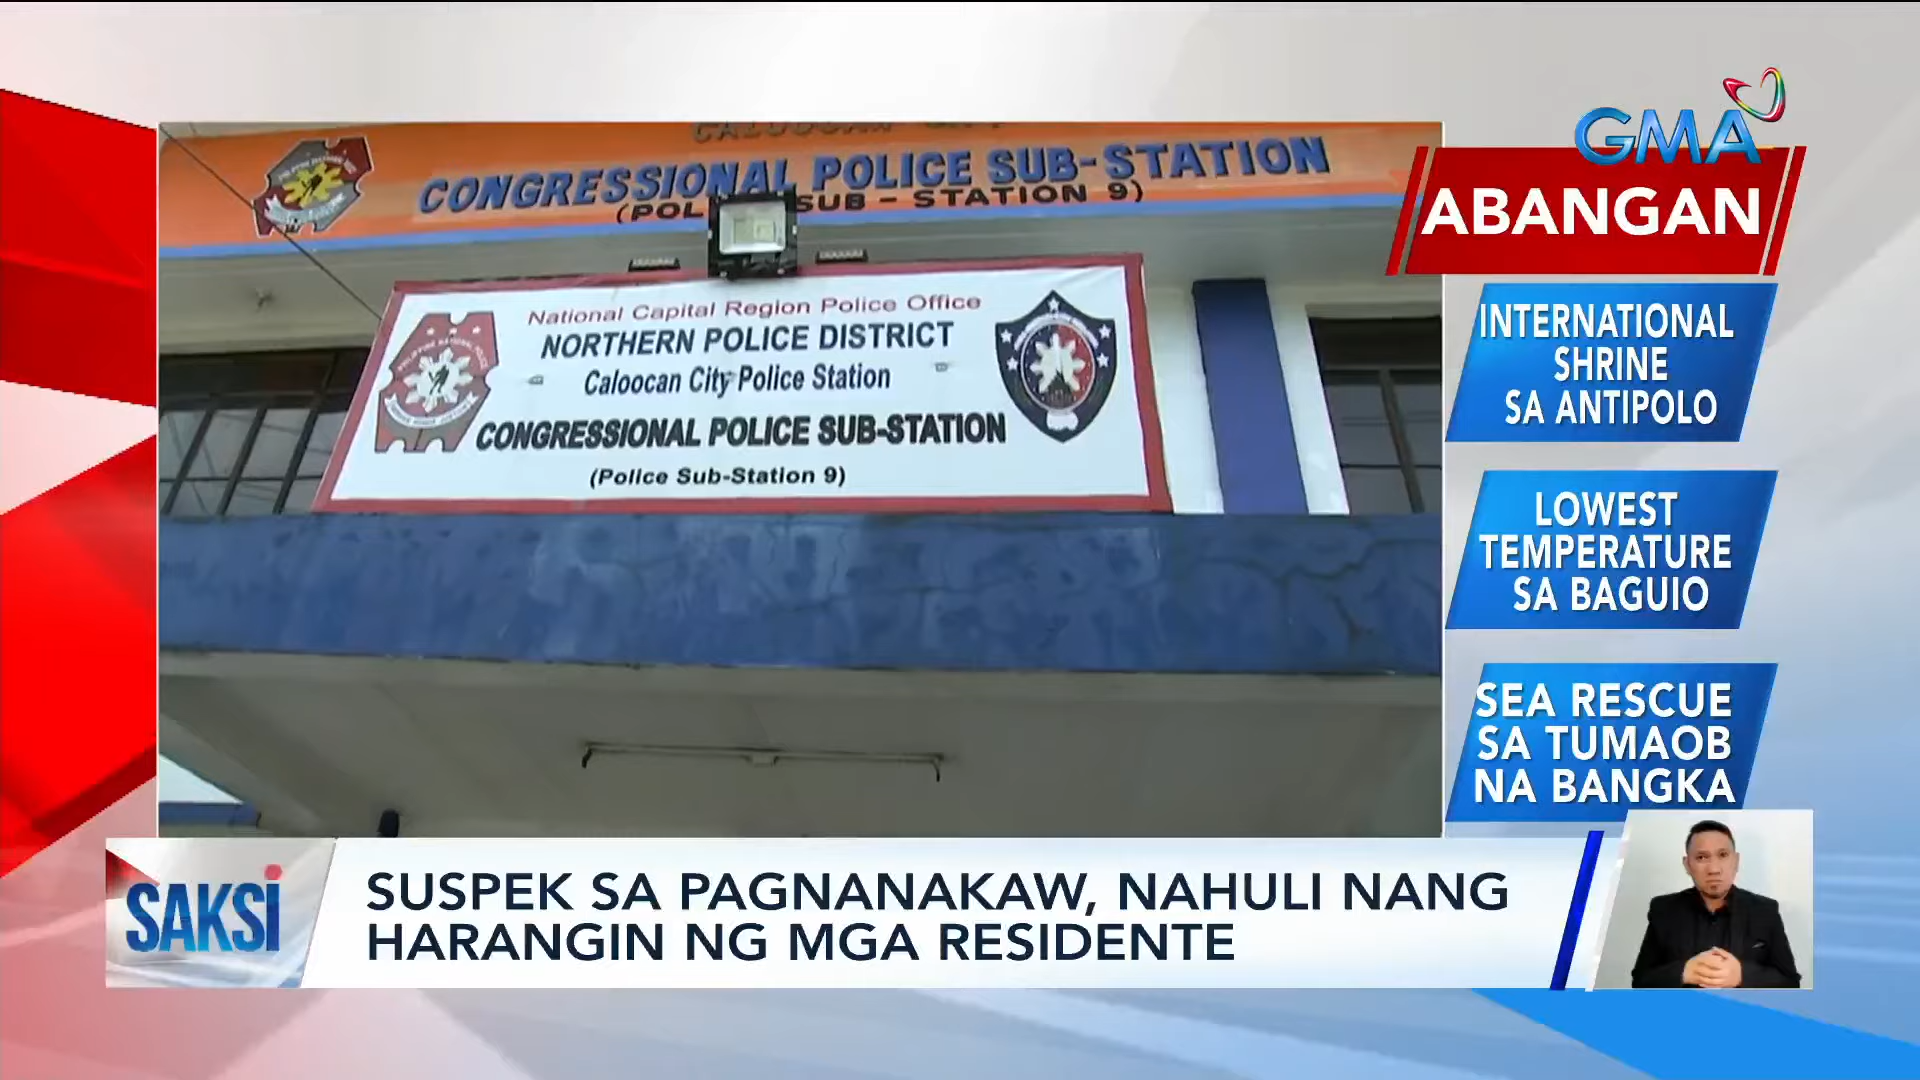 GMA
ABANGAN
INTERNATIONAL
SHRINE
SA ANTIPOLO
LOWEST
TEMPERATURE
SA BAGUIO
SEA RESCUE
SA TUMAOB
NA BANGKA
CALOOCAN CITY
CONGRESSIONAL POLICE SUB-STATION
SUB - STATION 9)
National Capital Region Police Office
NORTHERN POLICE DISTRICT
Caloocan City Police Station
CONGRESSIONAL POLICE SUB-STATION
(Police Sub-Station 9)
SAKSI
SUSPEK SA PAGNANAKAW, NAHULI NANG
HARANGIN NG MGA RESIDENTE